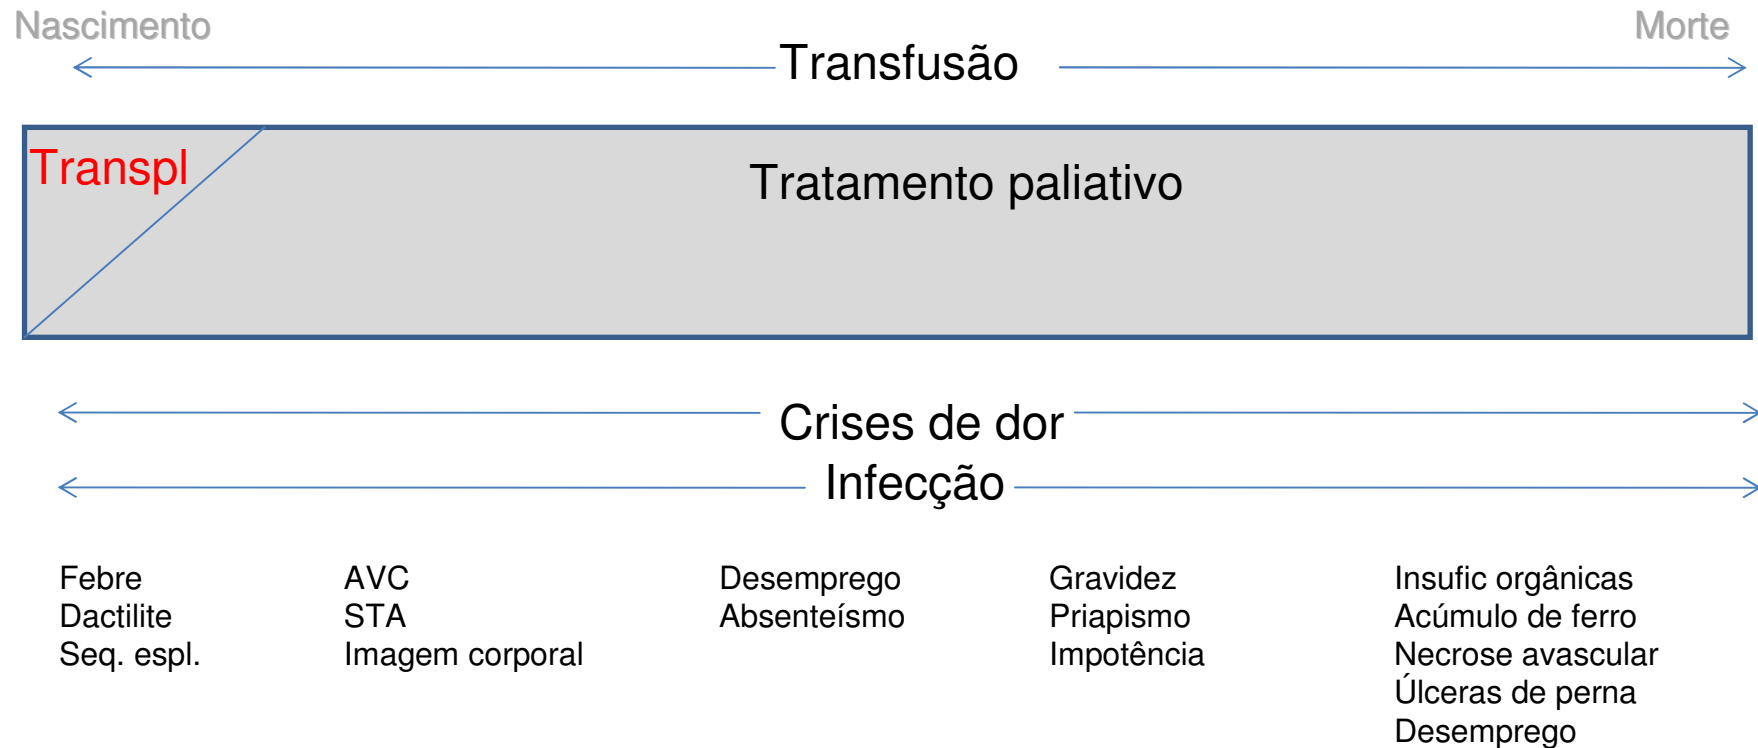 Nascimento
Morte
Transfusão
Transpl
Tratamento paliativo
Crises de dor
Infecção
Febre
Dactilite
Seq. espl.
AVC
STA
Imagem corporal
Desemprego
Absenteísmo
Gravidez
Priapismo
Impotência
Insufic orgânicas
Acúmulo de ferro
Necrose avascular
Úlceras de perna
Desemprego